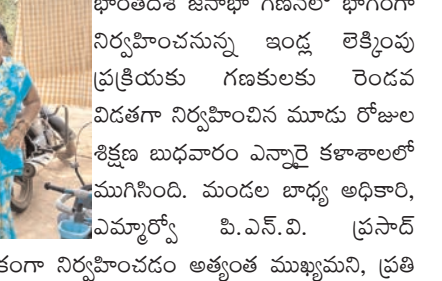 భారతదేశ జనాభా గణనలో భాగంగా
నిర్వహించనున్న ఇండ్ల లెక్కింపు
ప్రక్రియకు గణకులకు రెండవ
విడతగా నిర్వహించిన మూడు రోజుల
శిక్షణ బుధవారం ఎన్నారై కళాశాలలో
ముగిసింది. మండల బాధ్య అధికారి,
ఎమ్మార్వో పి.ఎన్.వి. ప్రసాద్
కంగా నిర్వహించడం అత్యంత ముఖ్యమని, ప్రతి